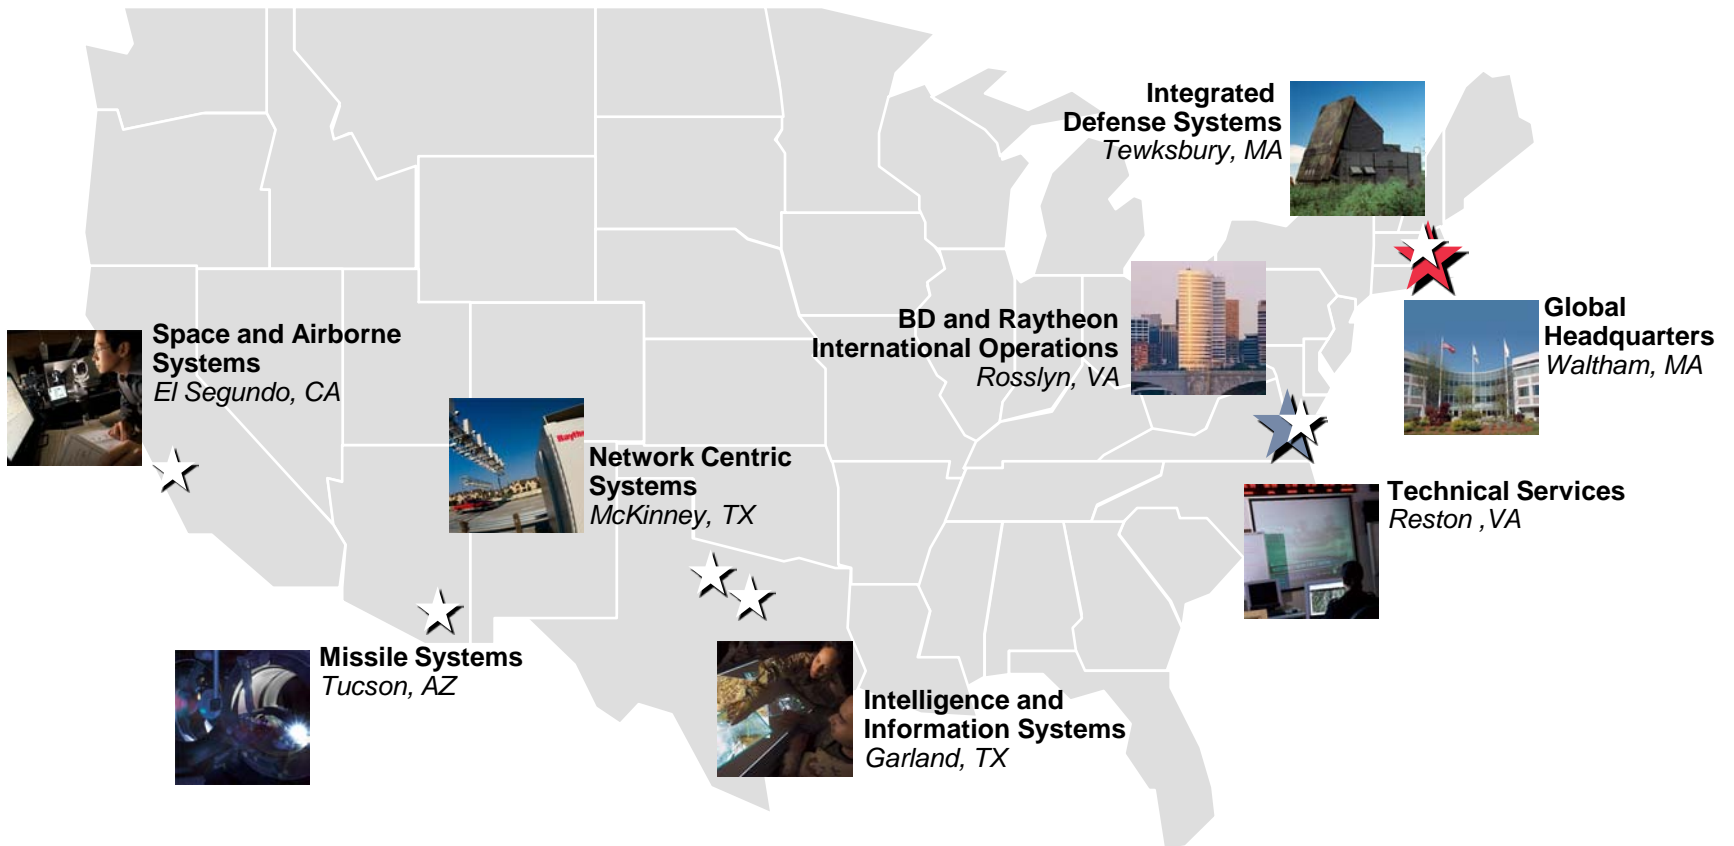 Integrated
Defense Systems
Tewksbury, MA
BD and Raytheon
International Operations
Rosslyn, VA
Global
Headquarters
Waltham, MA
Space and Airborne
Systems
El Segundo, CA
Network Centric
Systems
McKinney, TX
Technical Services
Reston ,VA
Missile Systems
Tucson, AZ
Intelligence and
Information Systems
Garland, TX